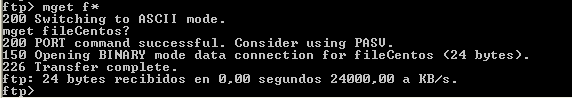 ftp> mget f*
200 Switching to ASCII mode.
mget fileCentos?
200 PORT command successful. Consider using PASV.
150 Opening BINARY mode data connection for fileCentos (24 bytes).
226 Transfer complete.
ftp: 24 bytes recibidos en 0,00 segundos 24000,00 a KB/s.
ftp>